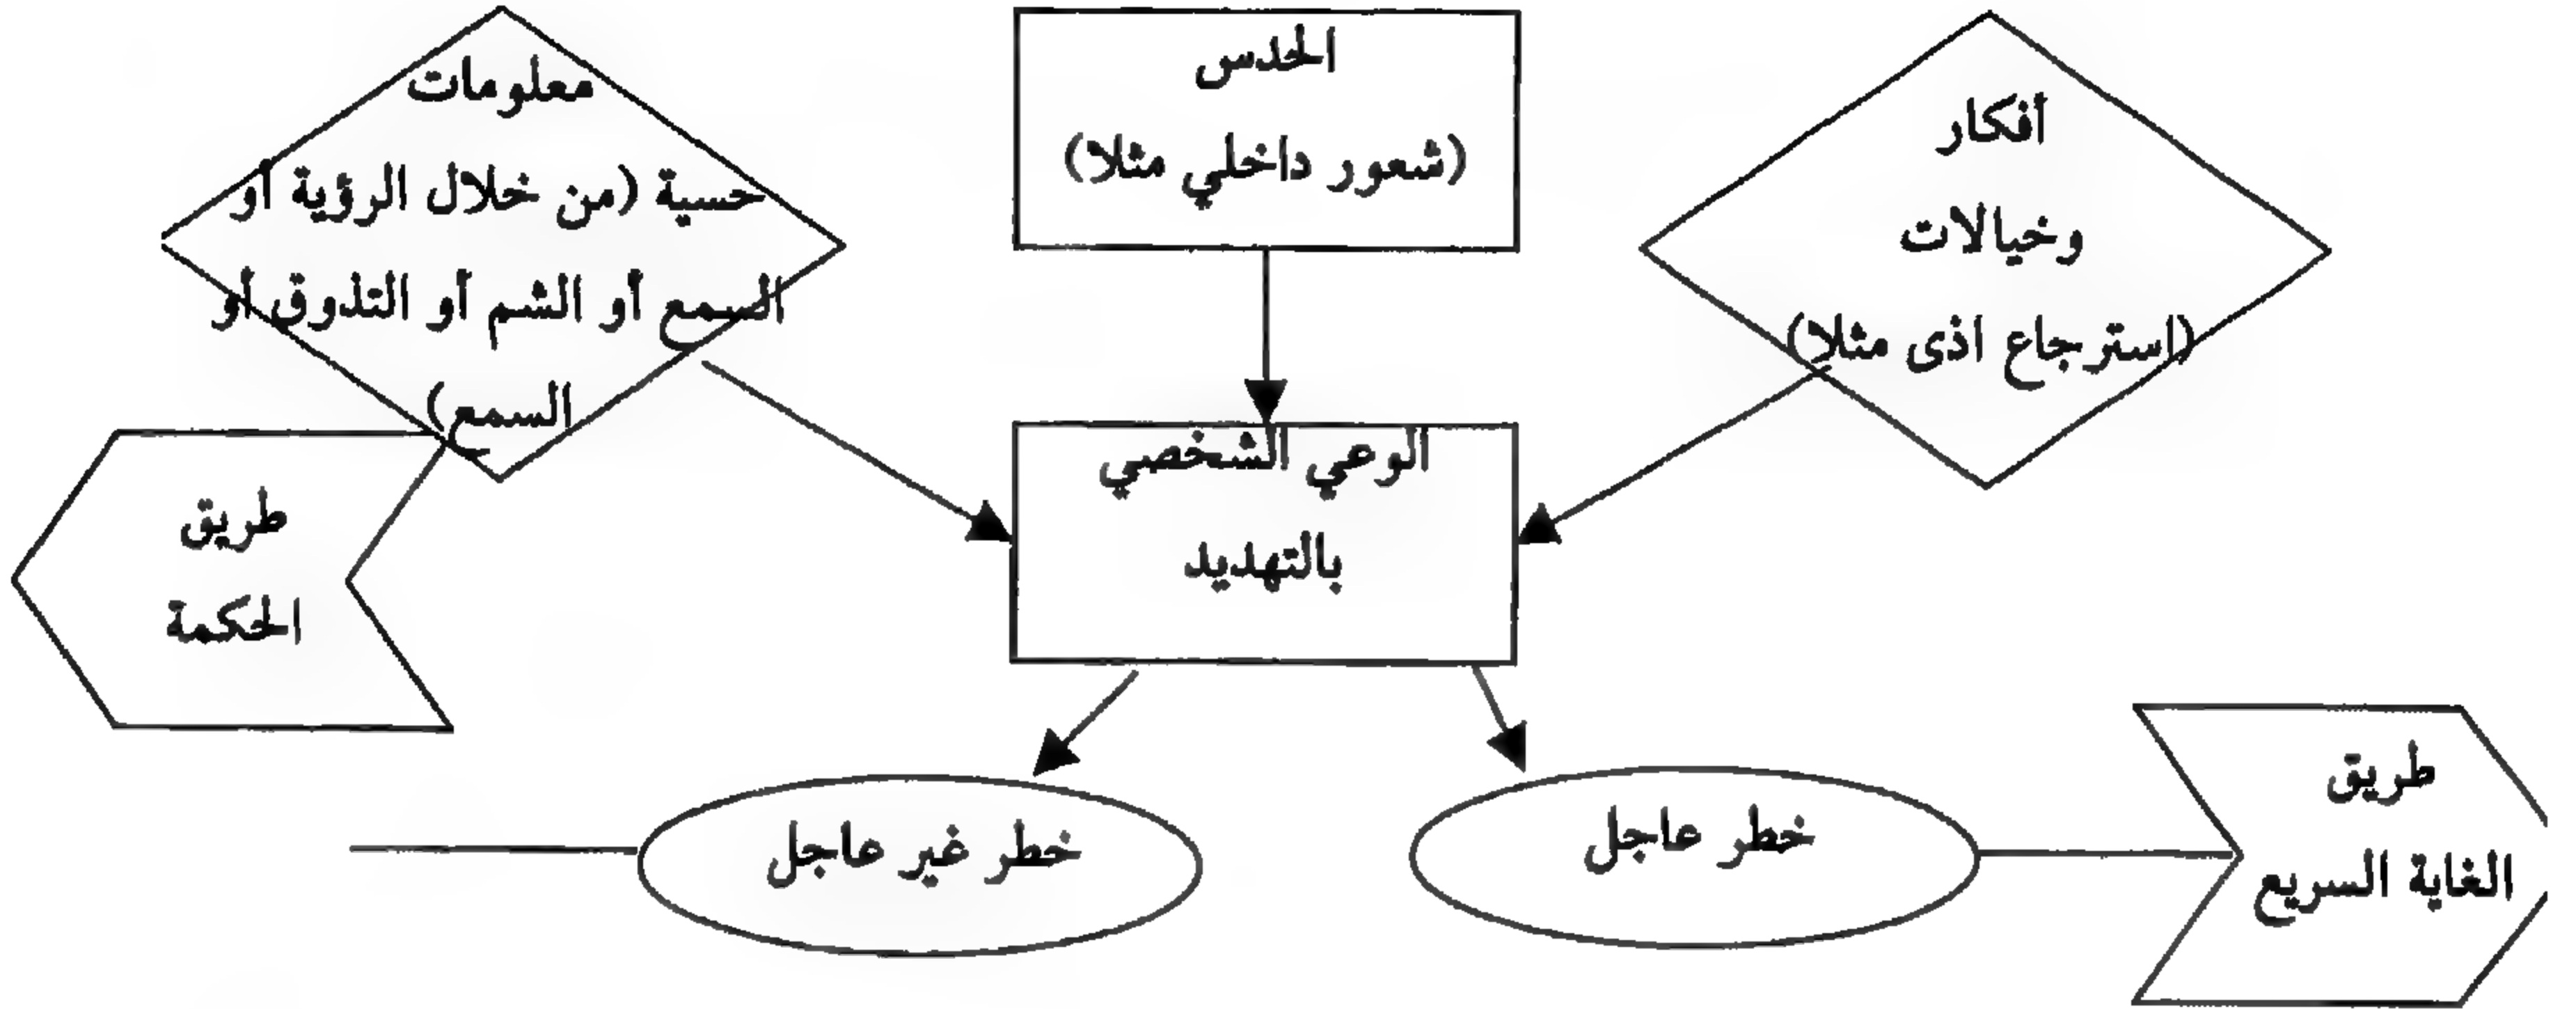 أفكار
وخيالات
(استرجاع اذى مثلا)
الحدس
(شعور داخلي مثلا)
معلومات
حسية (من خلال الرؤية أو
السمع أو الشم أو التذوق أو
السمع)
الوعي الشخصي
بالتهديد
طريق
الحكمة
خطر عاجل
خطر غير عاجل
طريق
الغابة السريع